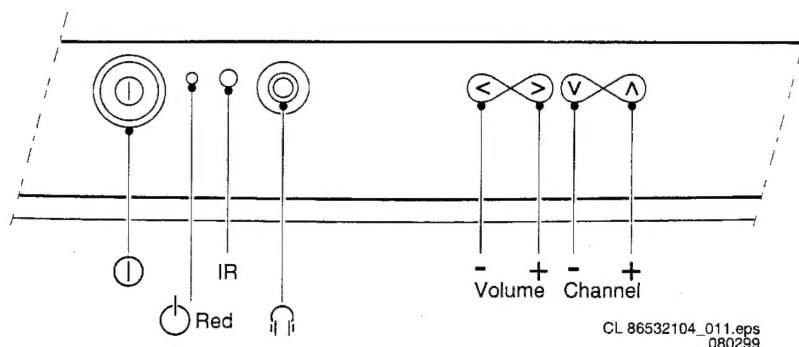 < > v ʌ
IR
- + - +
Volume Channel
Red
CL 86532104_011.eps
080299